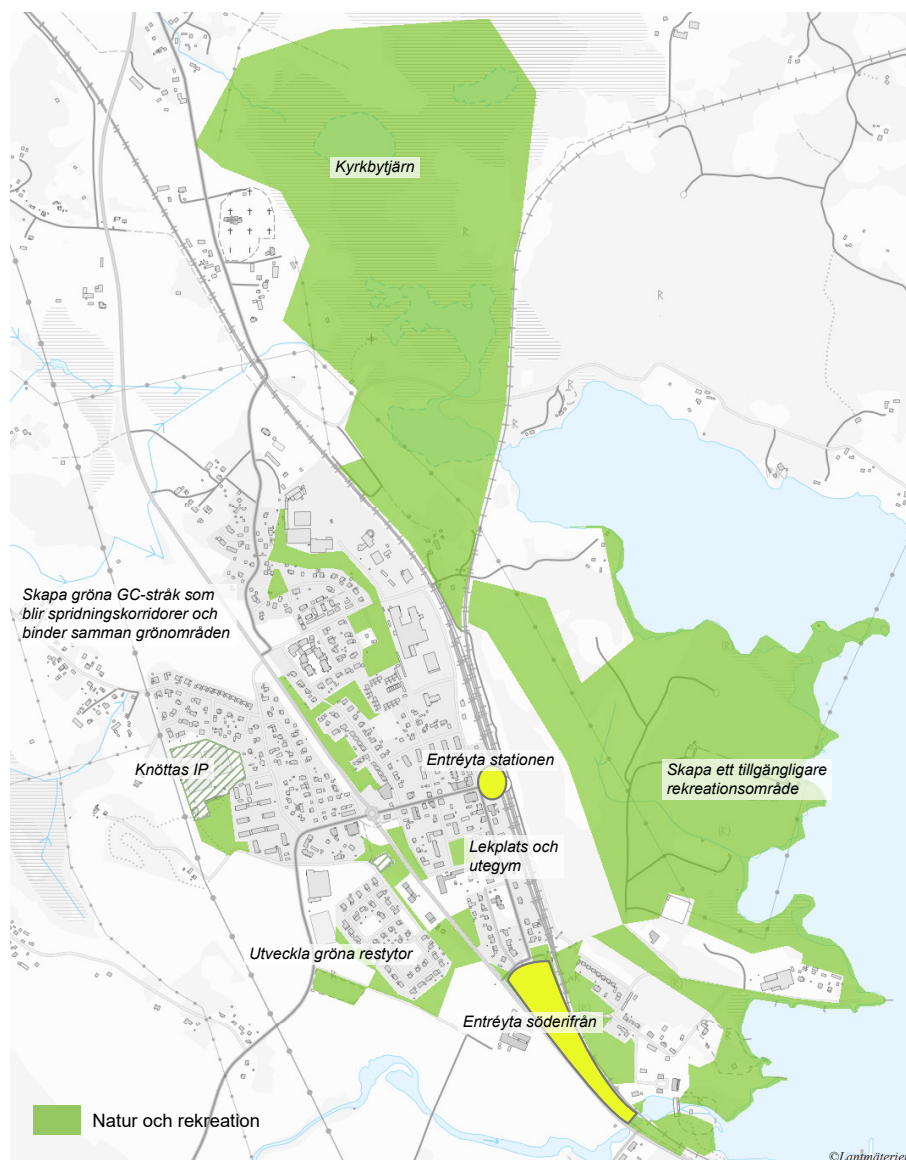 Kyrkbytjärn
Skapa gröna GC-stråk som
blir spridningskorridorer och
binder samman grönområden
Entréyta stationen
Knöttas IP
Skapa ett tillgängligare
rekreationsområde
Lekplats och
utegym
Utveckla gröna restytor
Entréyta söderifrån
Natur och rekreation
©Lantmäteriet